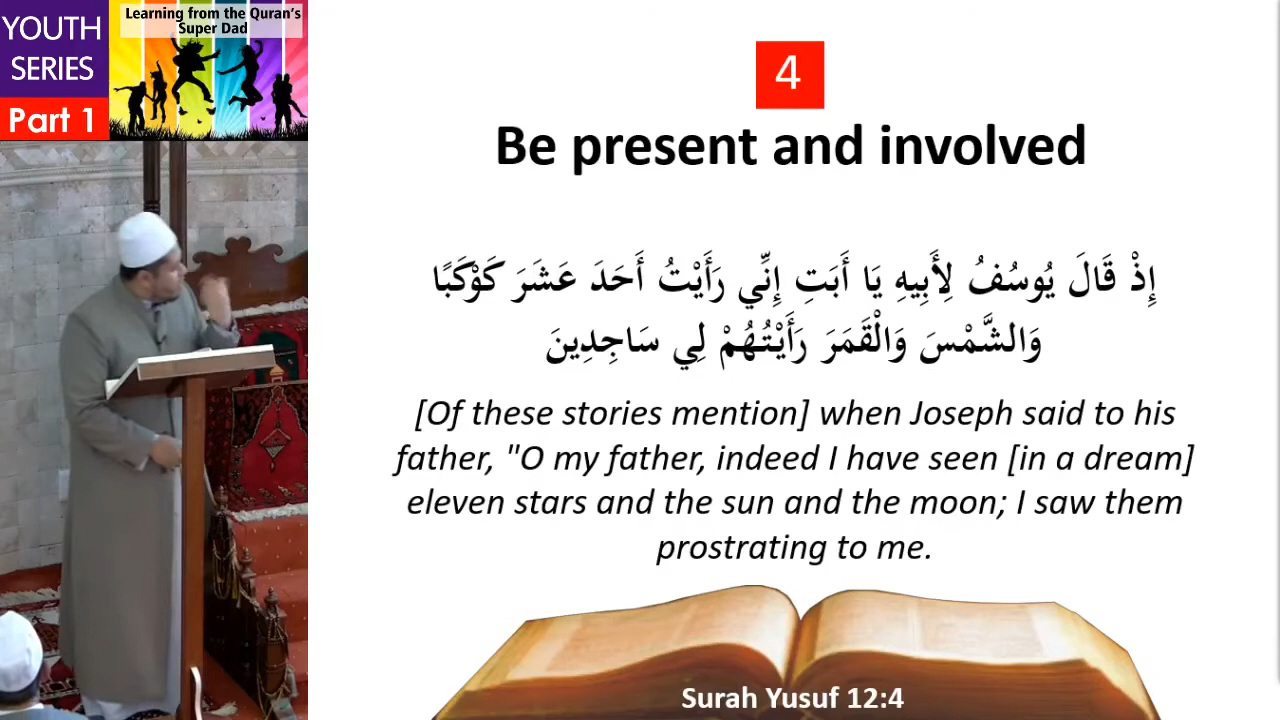 YOUTH
SERIES
Part 1
Learning from the Quran's
Super Dad
4
Be present and involved
إِذْ قَالَ يُوسُفُ لِأَبِيهِ يَا أَبَتِ إِنِّي رَأَيْتُ أَحَدَ عَشَرَ كَوْكَبًا
وَالشَّمْسَ وَالْقَمَرَ رَأَيْتُهُمْ لِي سَاجِدِينَ
[Of these stories mention] when Joseph said to his
father, "O my father, indeed I have seen [in a dream]
eleven stars and the sun and the moon; I saw them
prostrating to me.
Surah Yusuf 12:4